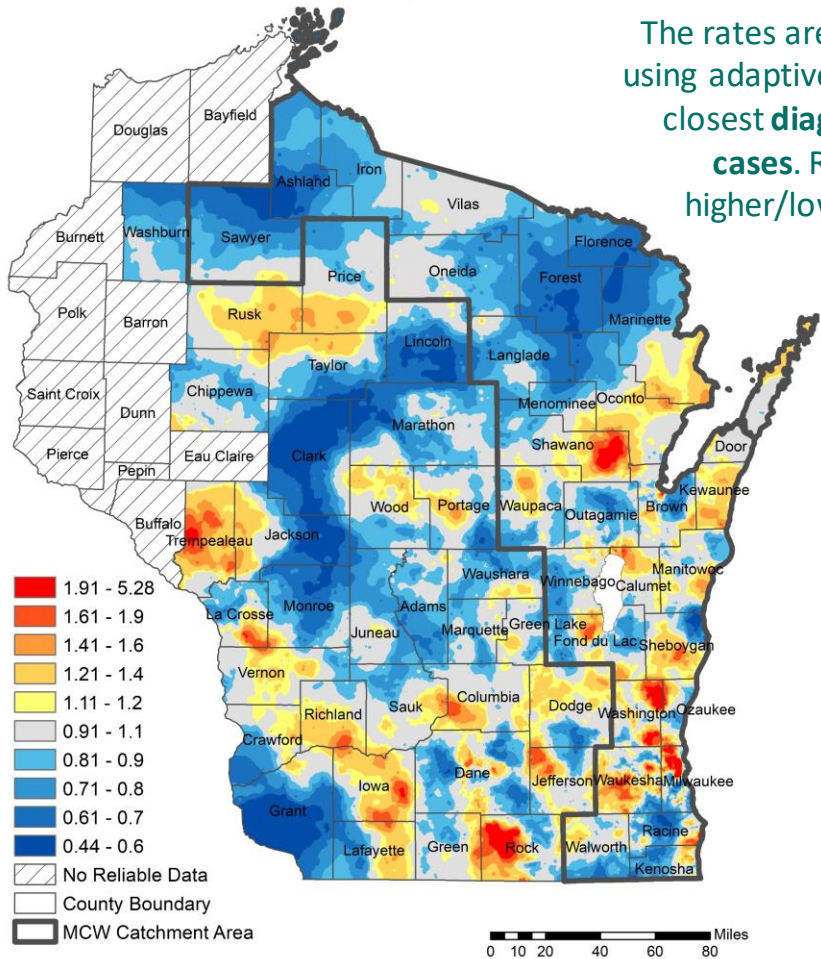 The rates are
using adaptive
closest diag
cases. R
higher/lov
Douglas
Bayfield
Ashland
Iron
Vilas
Burnett
Washburn
Sawyer
Florence
Price
Oneida
Forest
Marinette
Polk
Barron
Rusk
Lincoln
Langlade
Taylor
Saint Croix
Dunn
Chippewa
Menominee
Oconto
Marathon
Pierce
Clark
Shawano
Door
Pepin
Eau Claire
Kewaunee
Buffalo
Wood
Portage
Waupaca
Outagamie
Brown
Trempealeau
Jackson
Waushara
Winnebago
Calumet
Manitowoc
La Crosse
Monroe
Adams
Juneau
Marquette
Green Lake
Fond du Lac
Sheboygan
Vernon
Sauk
Columbia
Dodge
Washington
Ozaukee
Richland
Crawford
Dane
Jefferson
Waukesha
Milwaukee
Iowa
Grant
Racine
Lafayette
Green
Rock
Walworth
Kenosha
1.91 - 5.28
1.61 - 1.9
1.41 - 1.6
1.21 - 1.4
1.11 - 1.2
0.91 - 1.1
0.81 - 0.9
0.71 - 0.8
0.61 - 0.7
0.44 - 0.6
No Reliable Data
County Boundary
MCW Catchment Area
Miles
0 10 20 40 60 80